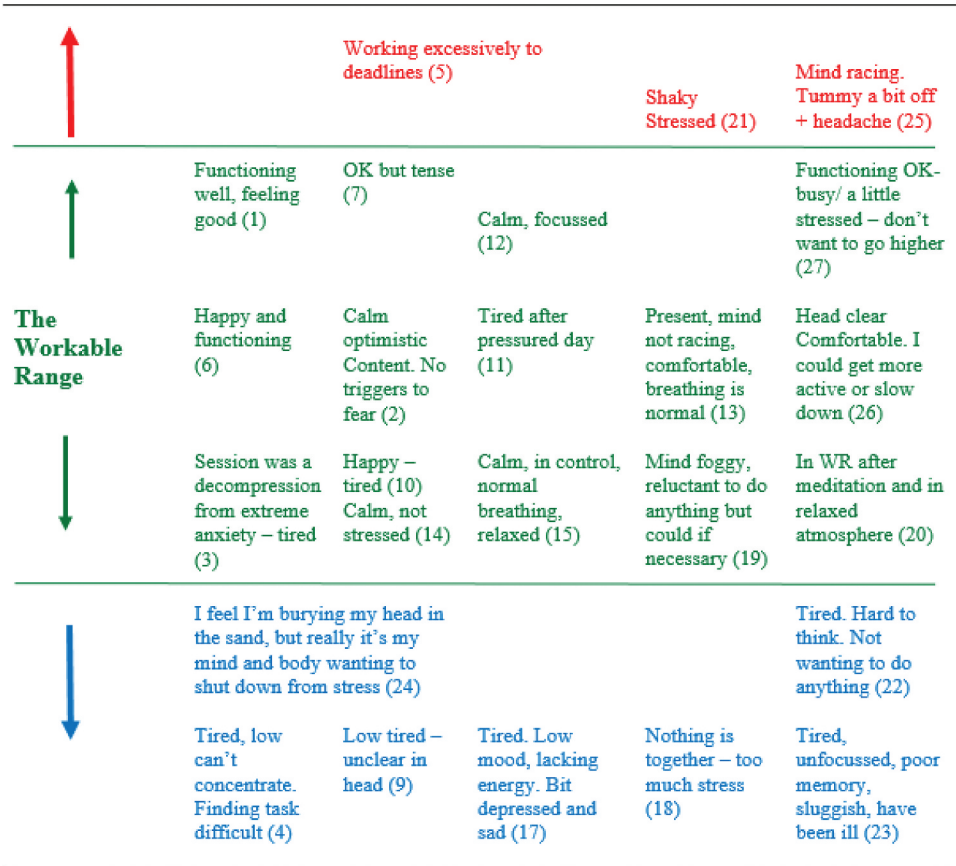 Working excessively to
deadlines (5)
Shaky
Stressed (21)
Mind racing.
Tummy a bit off
+ headache (25)
Functioning
well, feeling
good (1)
OK but tense
(7)
Calm, focussed
(12)
Functioning OK-
busy/ a little
stressed – don’t
want to go higher
(27)
The
Workable
Range
Happy and
functioning
(6)
Calm
optimistic
Content. No
triggers to
fear (2)
Tired after
pressured day
(11)
Present, mind
not racing,
comfortable,
breathing is
normal (13)
Head clear
Comfortable. I
could get more
active or slow
down (26)
Session was a
decompression
from extreme
anxiety – tired
(3)
Happy –
tired (10)
Calm, not
stressed (14)
Calm, in control,
normal
breathing,
relaxed (15)
Mind foggy,
reluctant to do
anything but
could if
necessary (19)
In WR after
meditation and in
relaxed
atmosphere (20)
I feel I’m burying my head in
the sand, but really it’s my
mind and body wanting to
shut down from stress (24)
Tired. Hard to
think. Not
wanting to do
anything (22)
Tired, low
can’t
concentrate.
Finding task
difficult (4)
Low tired –
unclear in
head (9)
Tired. Low
mood, lacking
energy. Bit
depressed and
sad (17)
Nothing is
together – too
much stress
(18)
Tired,
unfocussed, poor
memory,
sluggish, have
been ill (23)